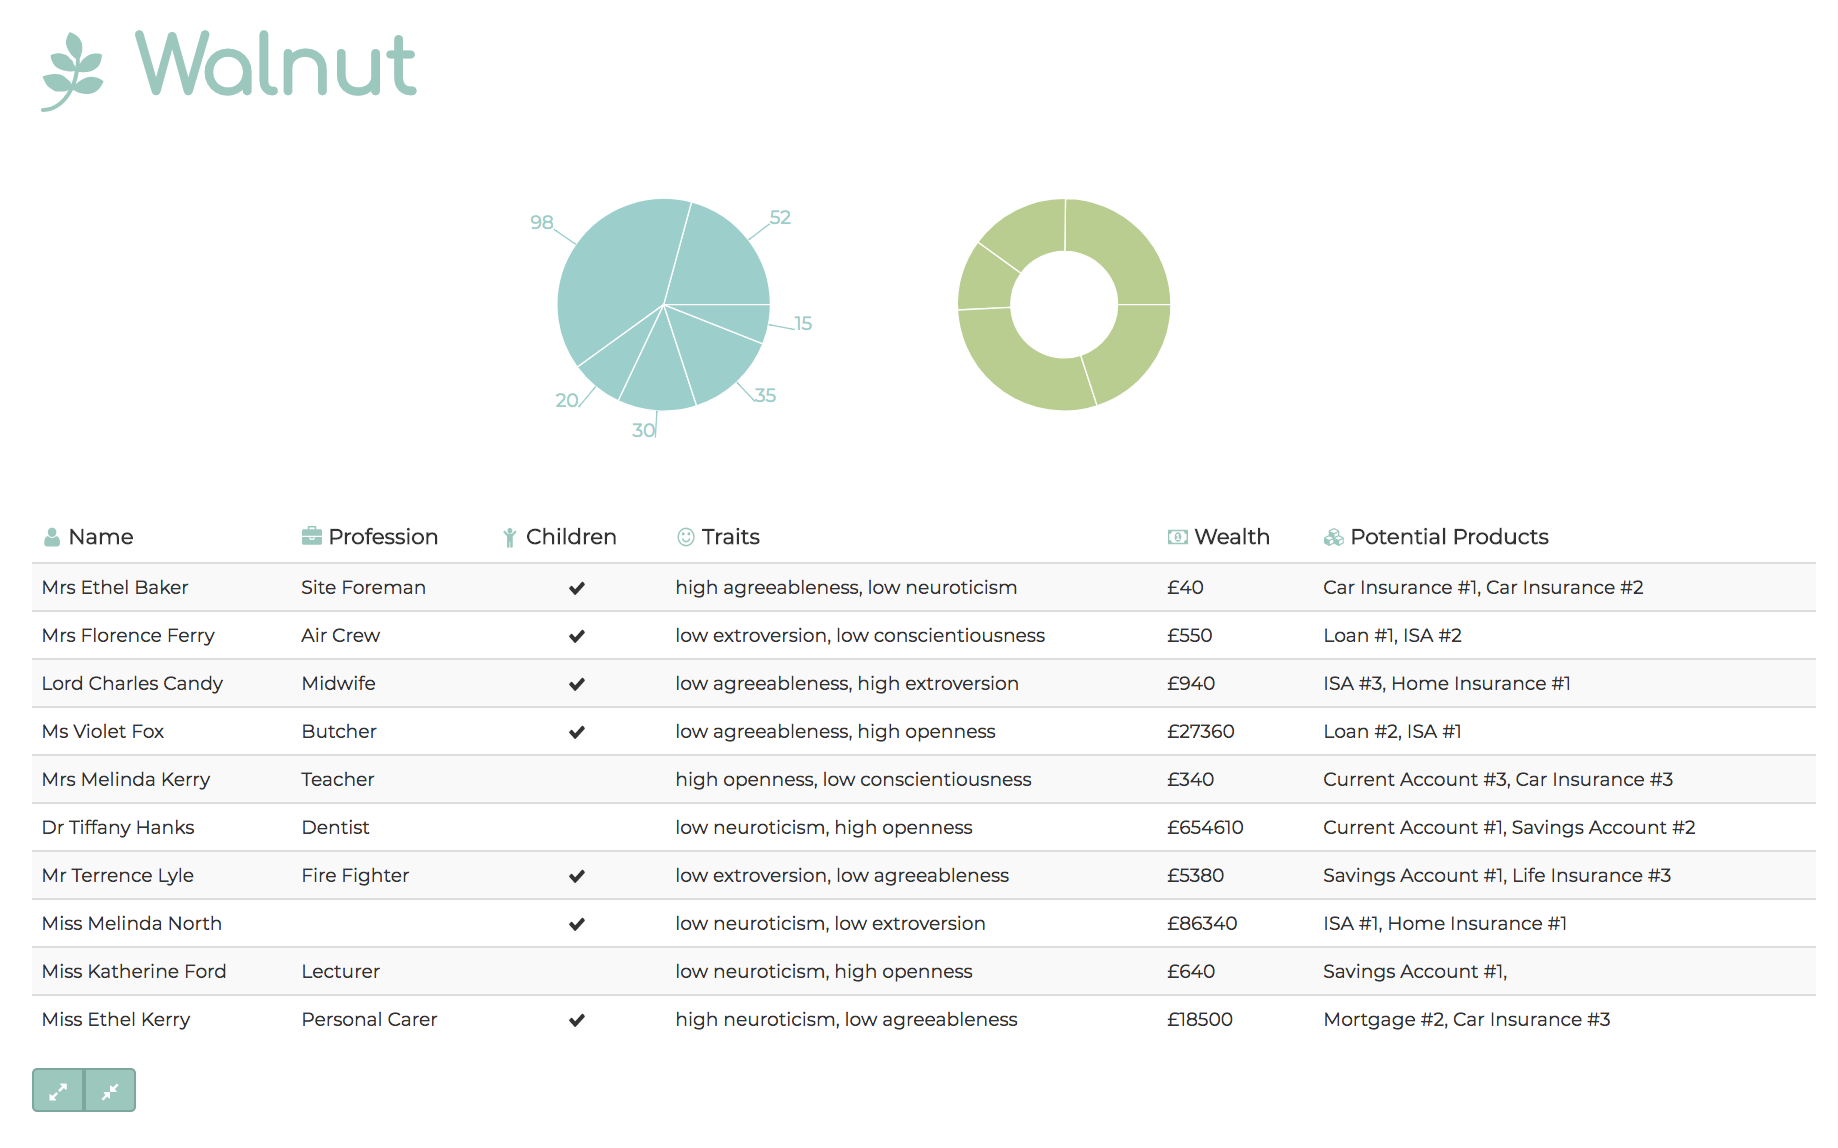 Walnut
98
52
15
20
35
30
Name Profession Children Traits Wealth Potential Products
Mrs Ethel Baker Site Foreman ✔ high agreeableness, low neuroticism £40 Car Insurance #1, Car Insurance #2
Mrs Florence Ferry Air Crew ✔ low extroversion, low conscientiousness £550 Loan #1, ISA #2
Lord Charles Candy Midwife ✔ low agreeableness, high extroversion £940 ISA #3, Home Insurance #1
Ms Violet Fox Butcher ✔ low agreeableness, high openness £27360 Loan #2, ISA #1
Mrs Melinda Kerry Teacher high openness, low conscientiousness £340 Current Account #3, Car Insurance #3
Dr Tiffany Hanks Dentist low neuroticism, high openness £654610 Current Account #1, Savings Account #2
Mr Terrence Lyle Fire Fighter ✔ low extroversion, low agreeableness £5380 Savings Account #1, Life Insurance #3
Miss Melinda North ✔ low neuroticism, low extroversion £86340 ISA #1, Home Insurance #1
Miss Katherine Ford Lecturer low neuroticism, high openness £640 Savings Account #1,
Miss Ethel Kerry Personal Carer ✔ high neuroticism, low agreeableness £18500 Mortgage #2, Car Insurance #3